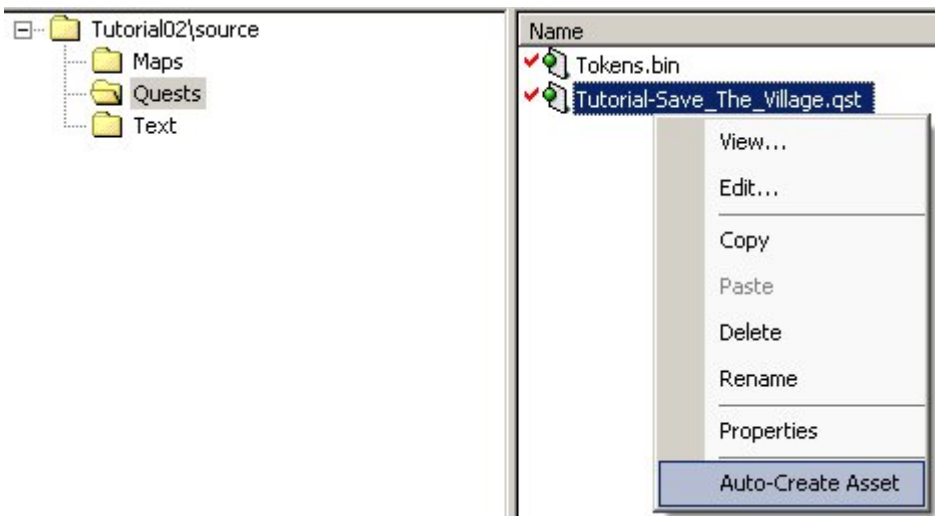 Tutorial02\source
Maps
Quests
Text
Name
Tokens.bin
Tutorial-Save_The_Village.qst
View...
Edit...
Copy
Paste
Delete
Rename
Properties
Auto-Create Asset